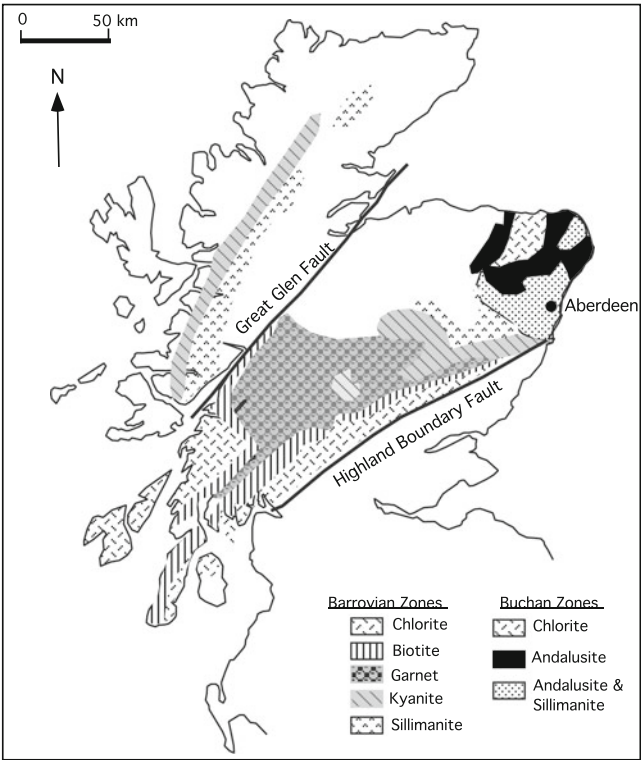 0 50 km
N
Great Glen Fault
Aberdeen
Highland Boundary Fault
Barrovian Zones
Chlorite
Biotite
Garnet
Kyanite
Sillimanite
Buchan Zones
Chlorite
Andalusite
Andalusite &
Sillimanite